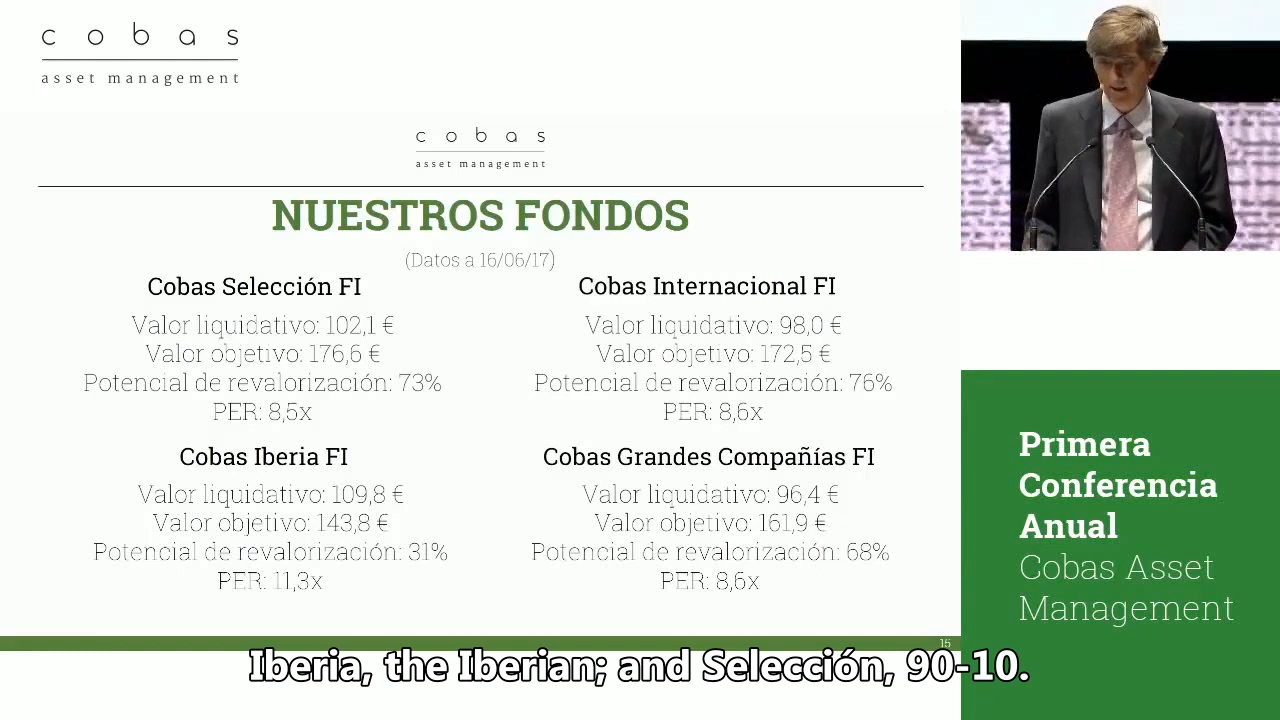 cobas
asset management
cobas
asset management
NUESTROS FONDOS
(Datos a 16/06/17)
Cobas Selección FI
Valor liquidativo: 102,1 €
Valor objetivo: 176,6 €
Potencial de revalorización: 73%
PER: 8,5x
Cobas Internacional FI
Valor liquidativo: 98,0 €
Valor objetivo: 172,5 €
Potencial de revalorización: 76%
PER: 8,6x
Cobas Iberia FI
Valor liquidativo: 109,8 €
Valor objetivo: 143,8 €
Potencial de revalorización: 31%
PER: 11,3x
Cobas Grandes Compañías FI
Valor liquidativo: 96,4 €
Valor objetivo: 161,9 €
Potencial de revalorización: 68%
PER: 8,6x
15
Primera
Conferencia
Anual
Cobas Asset
Management
Iberia, the Iberian; and Selección, 90-10.